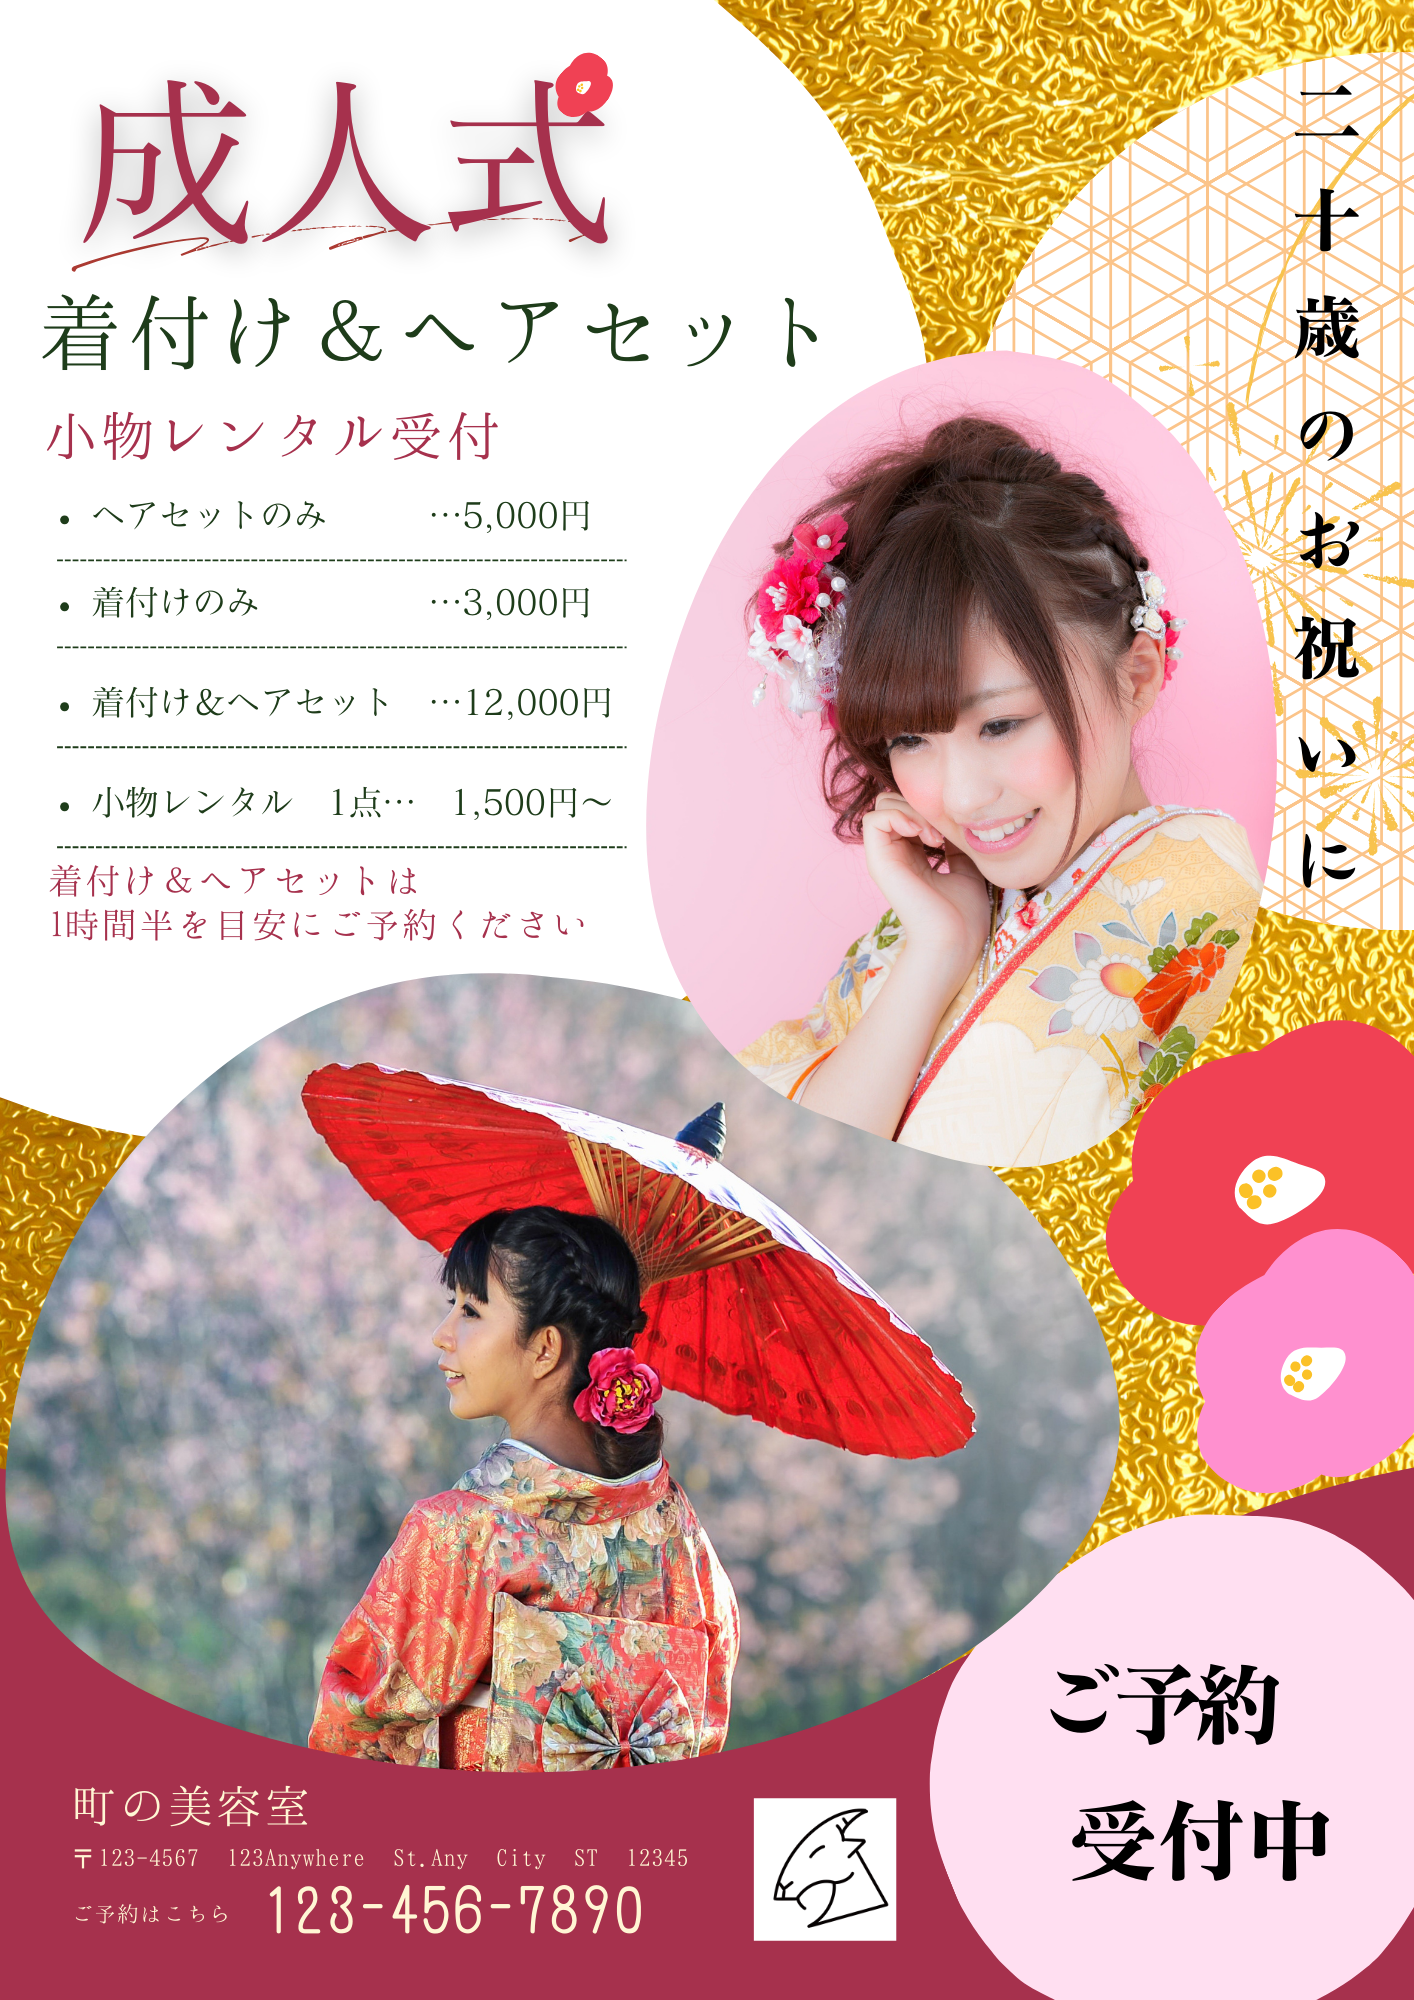 成人式
着付け＆ヘアセット
小物レンタル受付
• ヘアセットのみ …5,000円
• 着付けのみ …3,000円
• 着付け＆ヘアセット …12,000円
• 小物レンタル 1点… 1,500円～
着付け＆ヘアセットは
1時間半を目安にご予約ください
二十歳のお祝いに
ご予約
受付中
町の美容室
〒123-4567 123Anywhere St.Any City ST 12345
ご予約はこちら 123-456-7890